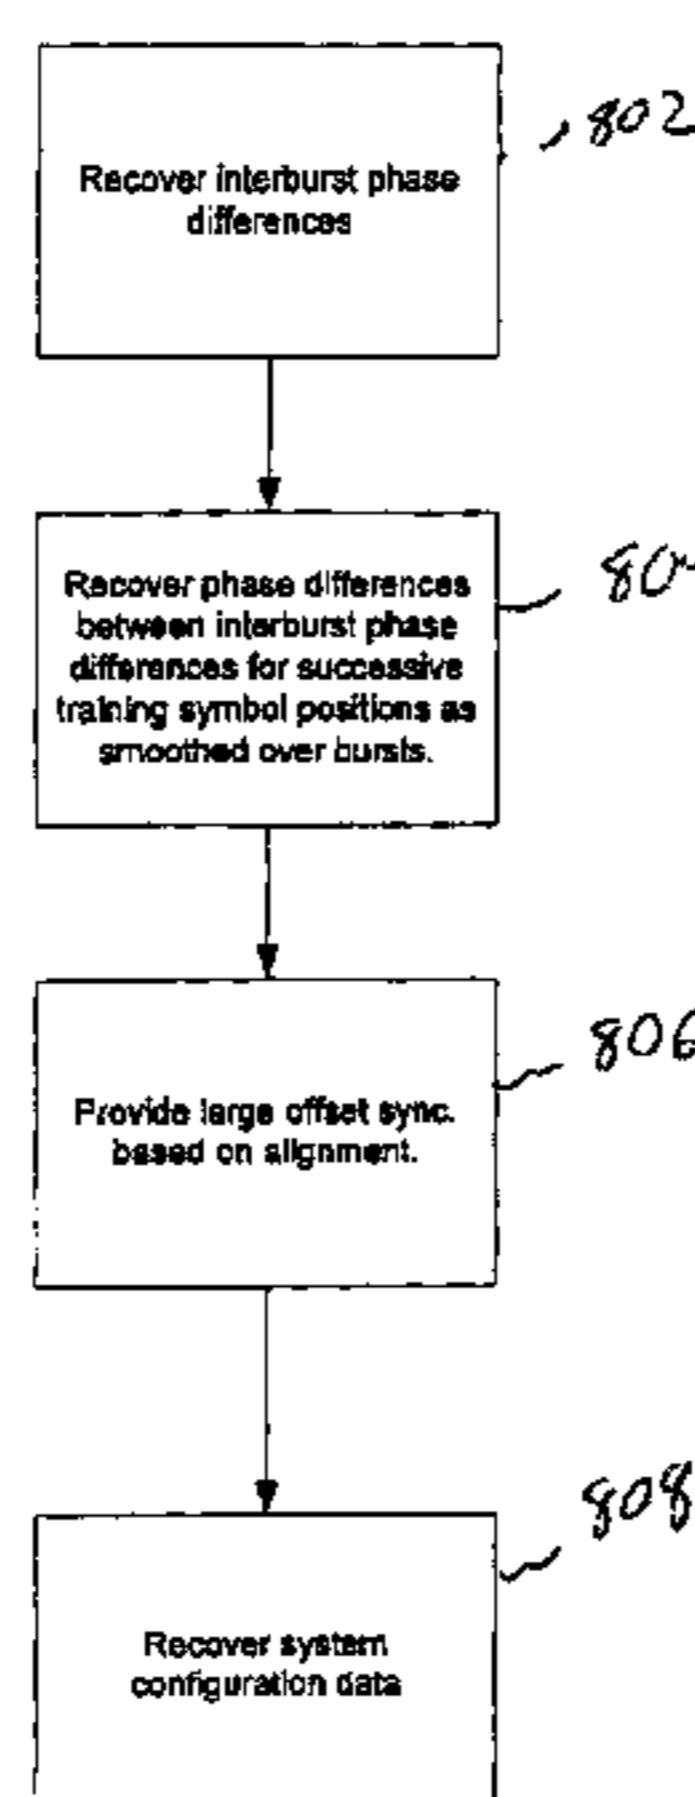 802
Recover interburst phase
differences
Recover phase differences
between interburst phase
differences for successive
training symbol positions as
smoothed over bursts.
806
Provide large offset sync.
based on alignment.
808
Recover system
configuration data